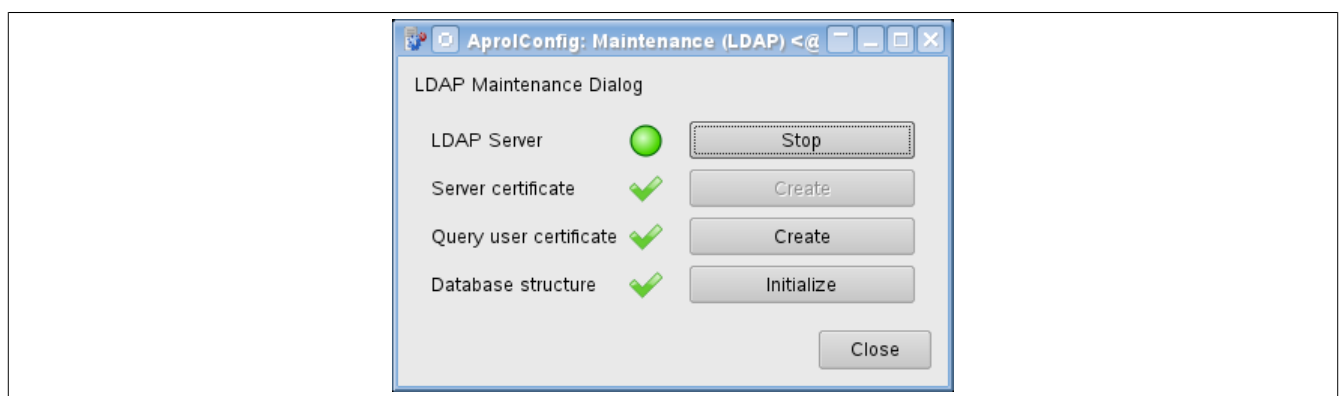 AprolConfig: Maintenance (LDAP) <@
LDAP Maintenance Dialog
LDAP Server Stop
Server certificate Create
Query user certificate Create
Database structure Initialize
Close